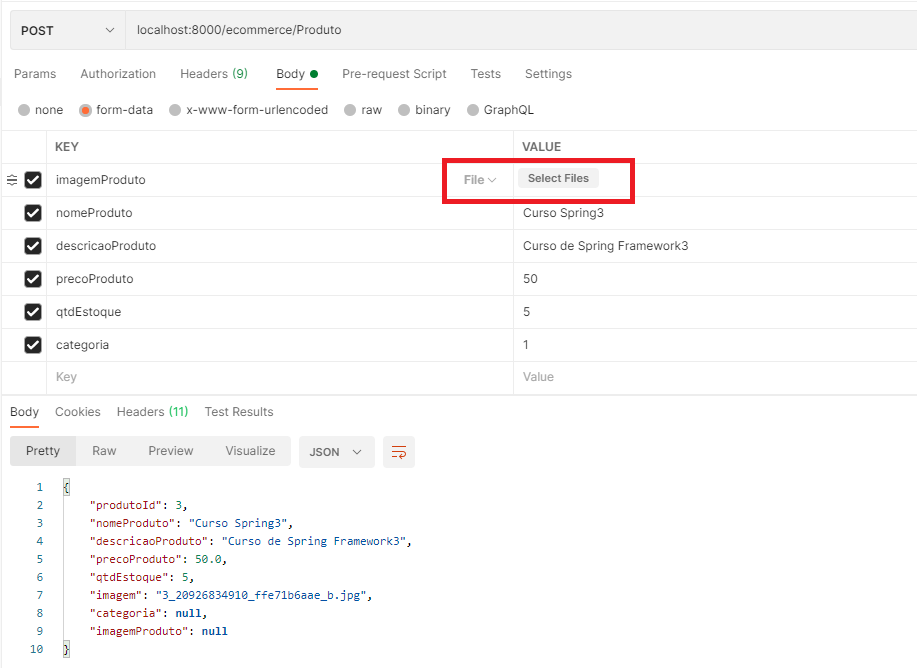 POST localhost:8000/ecommerce/Produto
Params Authorization Headers (9) Body Pre-request Script Tests Settings
none form-data x-www-form-urlencoded raw binary GraphQL
KEY VALUE
imagemProduto File Select Files
nomeProduto Curso Spring3
descricaoProduto Curso de Spring Framework3
precoProduto 50
qtdEstoque 5
categoria 1
Key Value
Body Cookies Headers (11) Test Results
Pretty Raw Preview Visualize JSON
1 {
2 "produtoId": 3,
3 "nomeProduto": "Curso Spring3",
4 "descricaoProduto": "Curso de Spring Framework3",
5 "precoProduto": 50.0,
6 "qtdEstoque": 5,
7 "imagem": "3_20926834910_ffe71b6aae_b.jpg",
8 "categoria": null,
9 "imagemProduto": null
10 }